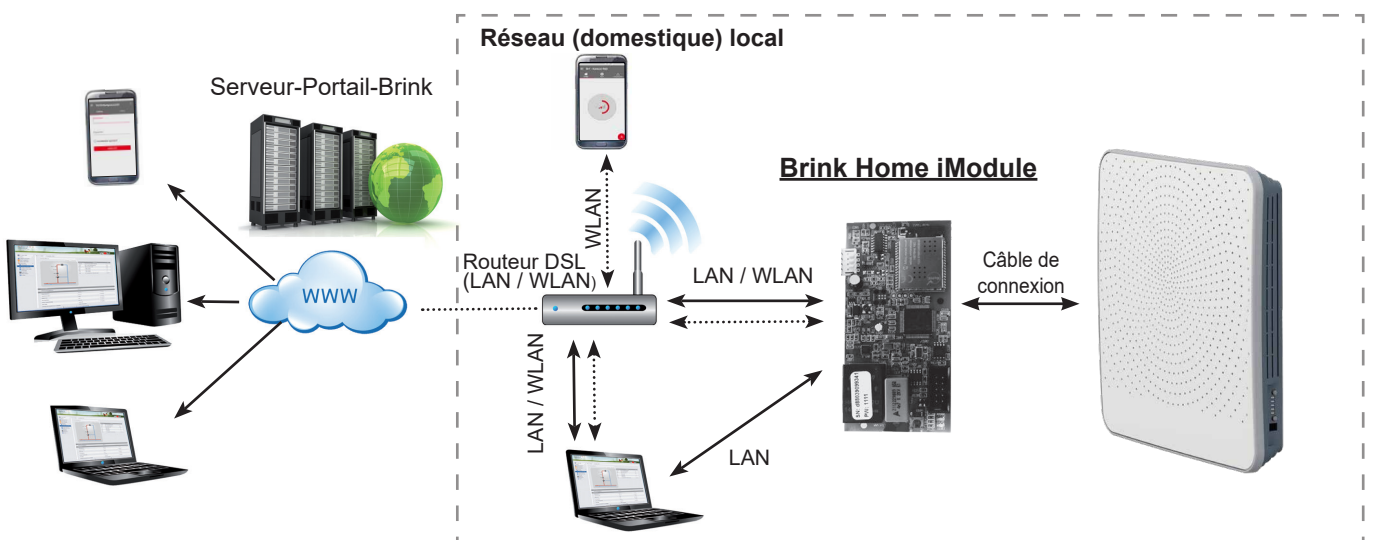 Réseau (domestique) local
Serveur-Portail-Brink
WLAN
Brink Home iModule
Routeur DSL
(LAN / WLAN)
WWW
LAN / WLAN
Câble de
connexion
LAN / WLAN
LAN